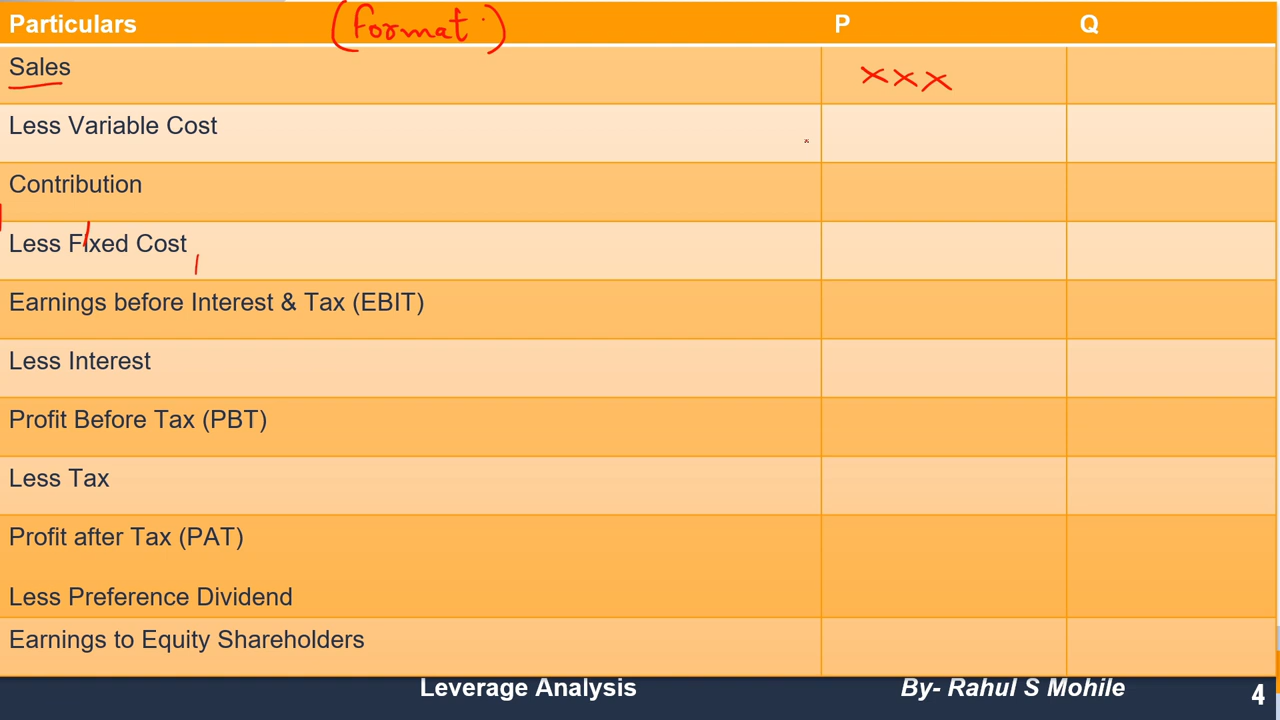 Particulars (Format) P Q
Sales xxx
Less Variable Cost
Contribution
Less Fixed Cost
Earnings before Interest & Tax (EBIT)
Less Interest
Profit Before Tax (PBT)
Less Tax
Profit after Tax (PAT)
Less Preference Dividend
Earnings to Equity Shareholders
Leverage Analysis By- Rahul S Mohile 4